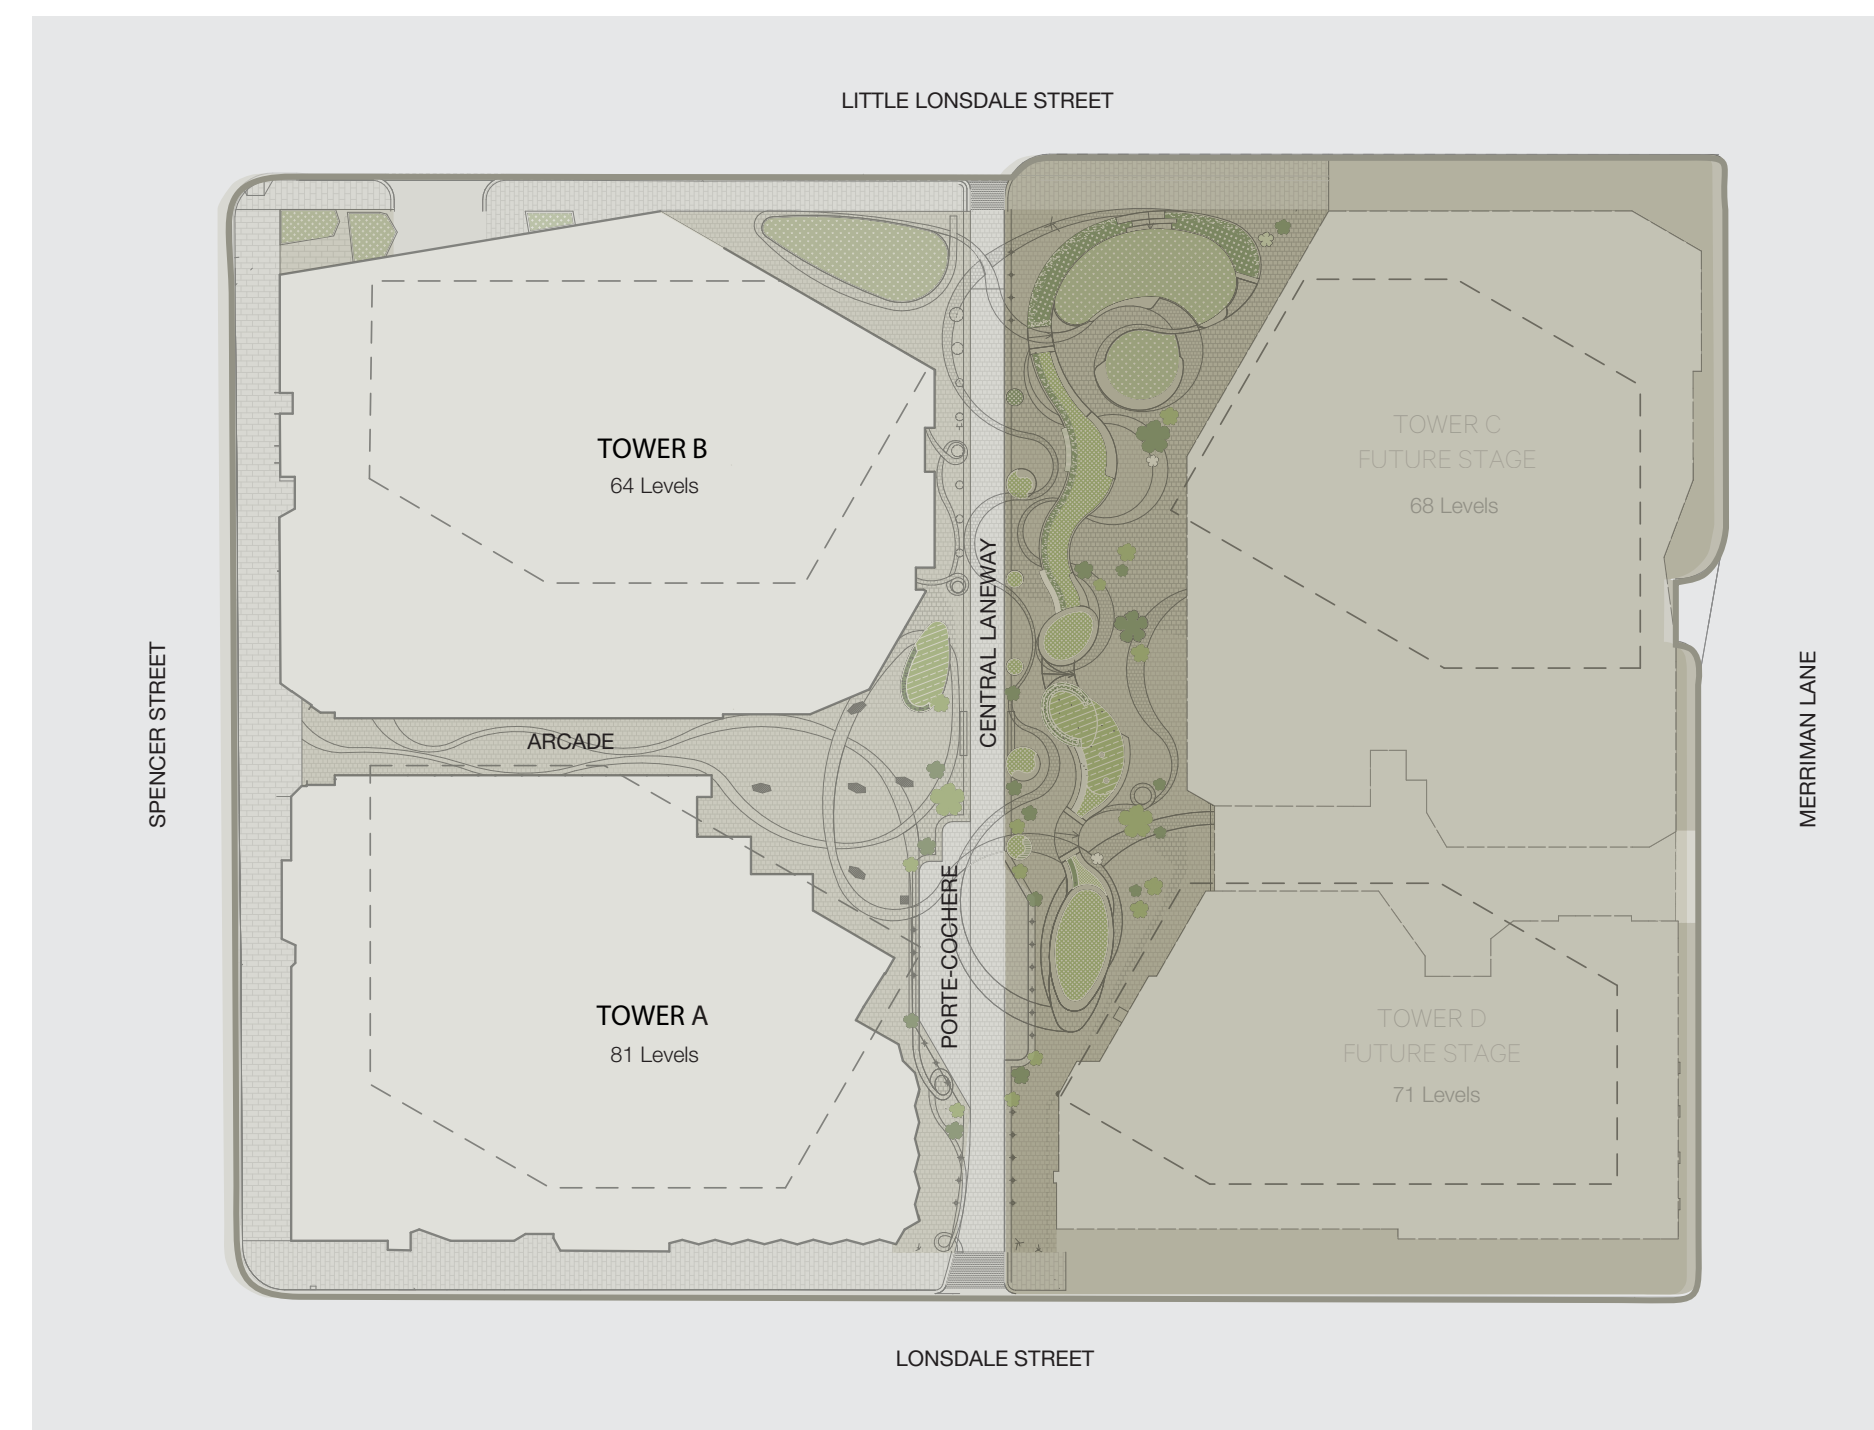 LITTLE LONSDALE STREET
TOWER B
64 Levels
TOWER C
FUTURE STAGE
68 Levels
CENTRAL LANEWAY
SPENCER STREET
ARCADE
MERRIMAN LANE
PORTE-COCHERE
TOWER A
81 Levels
TOWER D
FUTURE STAGE
71 Levels
LONSDALE STREET